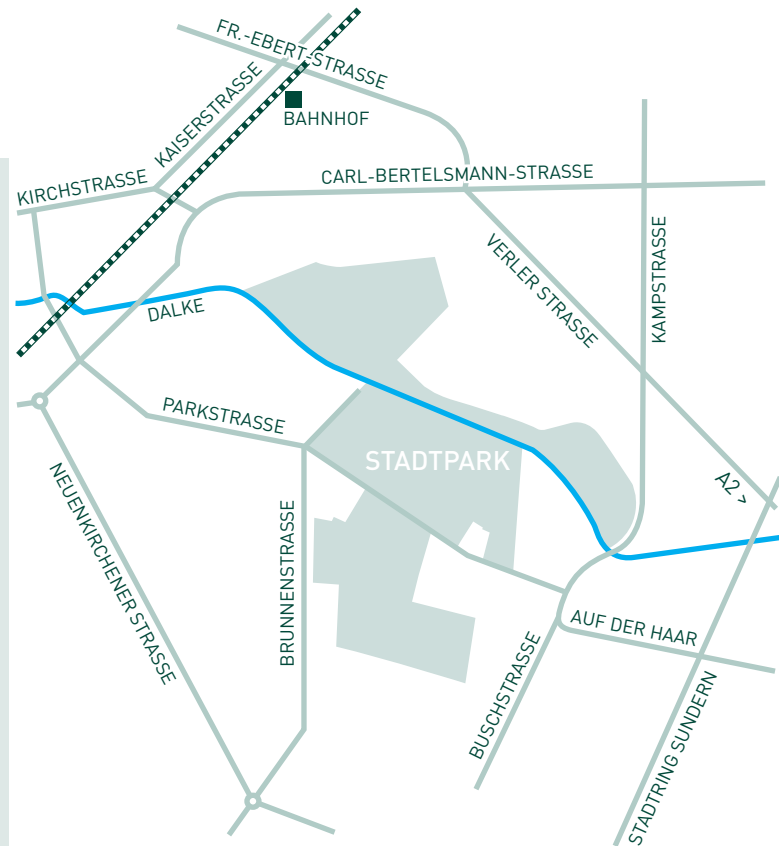 FR.-EBERT-STRASSE
KAISERSTRASSE
BAHNHOF
KIRCHSTRASSE
CARL-BERTELSMANN-STRASSE
VERLER STRASSE
KAMPSTRASSE
DALKE
PARKSTRASSE
STADTPARK
A2 >
NEUENKIRCHENER STRASSE
BRUNNENSTRASSE
AUF DER HAAR
BUSCHSTRASSE
STADTRING SUNDERN